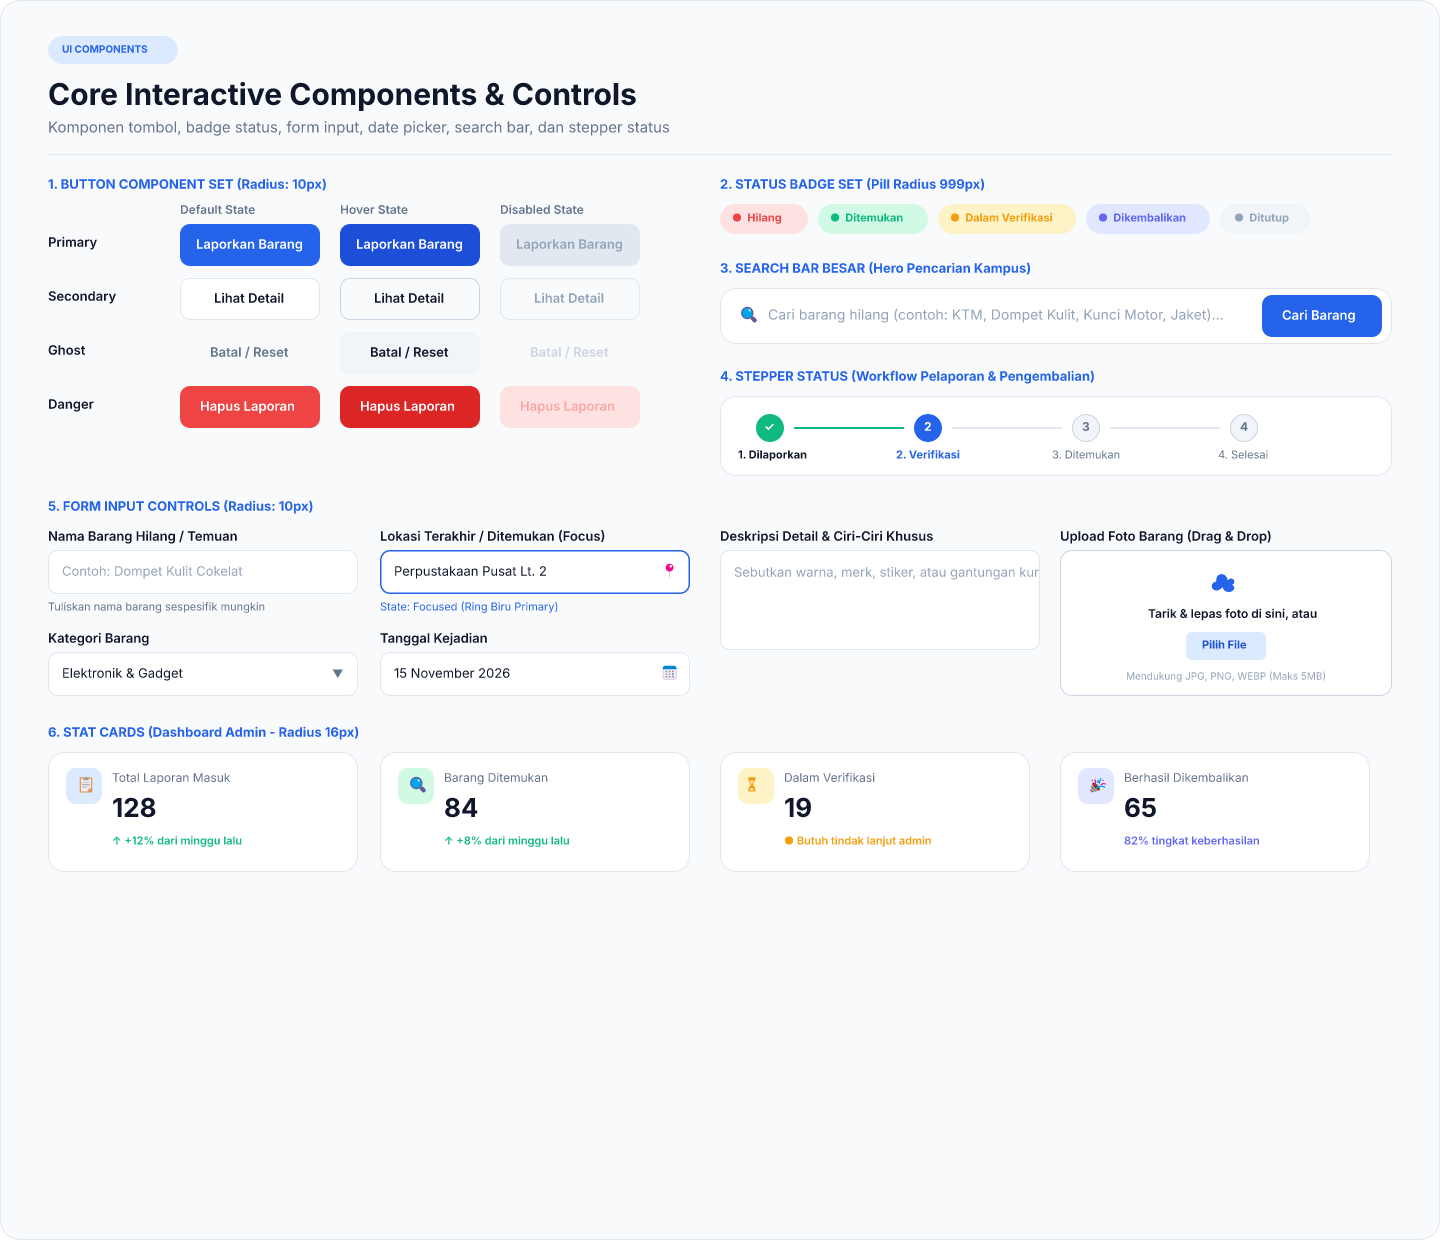 UI COMPONENTS
Core Interactive Components & Controls
Komponen tombol, badge status, form input, date picker, search bar, dan stepper status
1. BUTTON COMPONENT SET (Radius: 10px)
Default State
Hover State
Disabled State
Primary
Laporkan Barang
Laporkan Barang
Laporkan Barang
Secondary
Lihat Detail
Lihat Detail
Lihat Detail
Ghost
Batal / Reset
Batal / Reset
Batal / Reset
Danger
Hapus Laporan
Hapus Laporan
Hapus Laporan
2. STATUS BADGE SET (Pill Radius 999px)
Hilang
Ditemukan
Dalam Verifikasi
Dikembalikan
Ditutup
3. SEARCH BAR BESAR (Hero Pencarian Kampus)
Cari barang hilang (contoh: KTM, Dompet Kulit, Kunci Motor, Jaket)...
Cari Barang
4. STEPPER STATUS (Workflow Pelaporan & Pengembalian)
✓
2
3
4
1. Dilaporkan
2. Verifikasi
3. Ditemukan
4. Selesai
5. FORM INPUT CONTROLS (Radius: 10px)
Nama Barang Hilang / Temuan
Contoh: Dompet Kulit Cokelat
Tuliskan nama barang sespesifik mungkin
Lokasi Terakhir / Ditemukan (Focus)
Perpustakaan Pusat Lt. 2
State: Focused (Ring Biru Primary)
Kategori Barang
Elektronik & Gadget
Tanggal Kejadian
15 November 2026
Deskripsi Detail & Ciri-Ciri Khusus
Sebutkan warna, merk, stiker, atau gantungan kur
Upload Foto Barang (Drag & Drop)
Tarik & lepas foto di sini, atau
Pilih File
Mendukung JPG, PNG, WEBP (Maks 5MB)
6. STAT CARDS (Dashboard Admin - Radius 16px)
Total Laporan Masuk
128
↑ +12% dari minggu lalu
Barang Ditemukan
84
↑ +8% dari minggu lalu
Dalam Verifikasi
19
● Butuh tindak lanjut admin
Berhasil Dikembalikan
65
82% tingkat keberhasilan